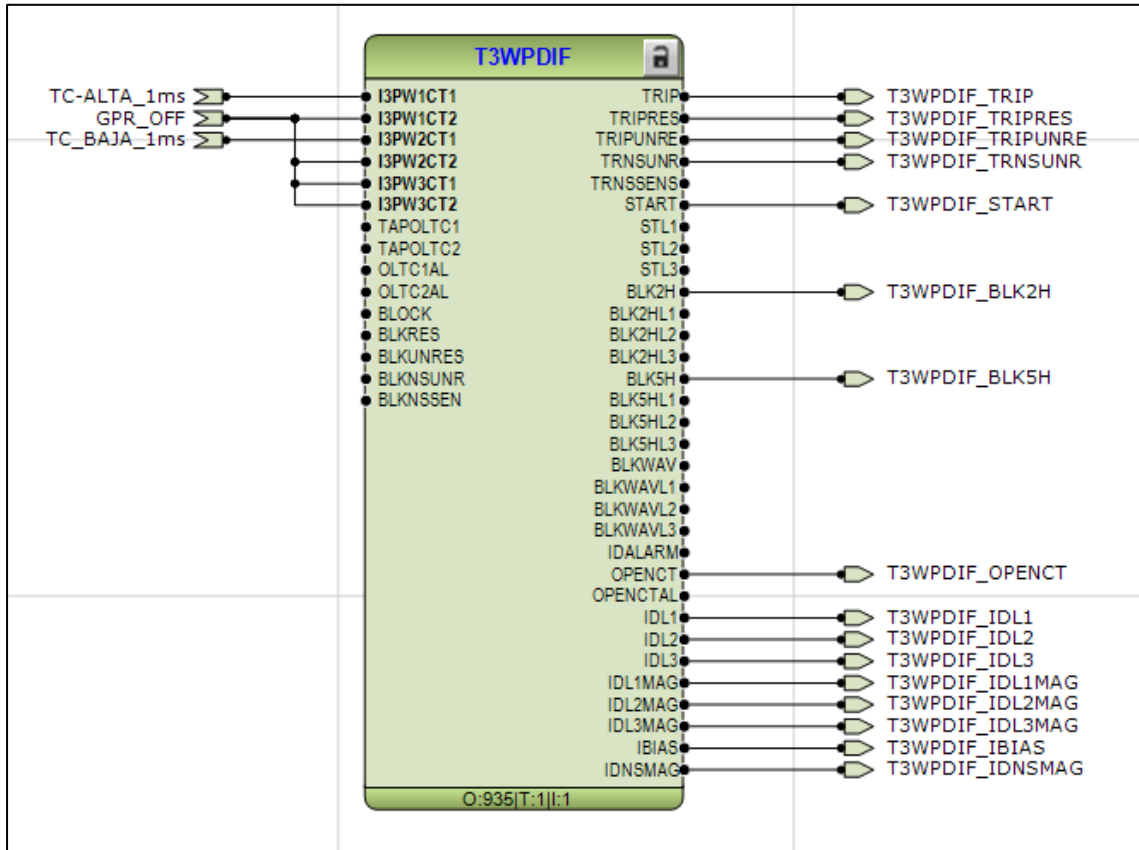 T3WPDIF
TC-ALTA_1ms I3PW1CT1 TRIP T3WPDIF_TRIP
GPR_OFF I3PW1CT2 TRIPRES T3WPDIF_TRIPRES
TC_BAJA_1ms I3PW2CT1 TRIPUNRE T3WPDIF_TRIPUNRE
I3PW2CT2 TRNSUNR T3WPDIF_TRNSUNR
I3PW3CT1 TRNSSENS
I3PW3CT2 START T3WPDIF_START
TAPOLTC1 STL1
TAPOLTC2 STL2
OLTC1AL STL3
OLTC2AL BLK2H T3WPDIF_BLK2H
BLOCK BLK2HL1
BLKRES BLK2HL2
BLKUNRES BLK2HL3
BLKNSUNR BLK5H T3WPDIF_BLK5H
BLKNSSEN BLK5HL1
BLK5HL2
BLK5HL3
BLKWAV
BLKWAVL1
BLKWAVL2
BLKWAVL3
IDALARM
OPENCT T3WPDIF_OPENCT
OPENCTAL
IDL1 T3WPDIF_IDL1
IDL2 T3WPDIF_IDL2
IDL3 T3WPDIF_IDL3
IDL1MAG T3WPDIF_IDL1MAG
IDL2MAG T3WPDIF_IDL2MAG
IDL3MAG T3WPDIF_IDL3MAG
IBIAS T3WPDIF_IBIAS
IDNSMAG T3WPDIF_IDNSMAG
O:935|T:1|I:1